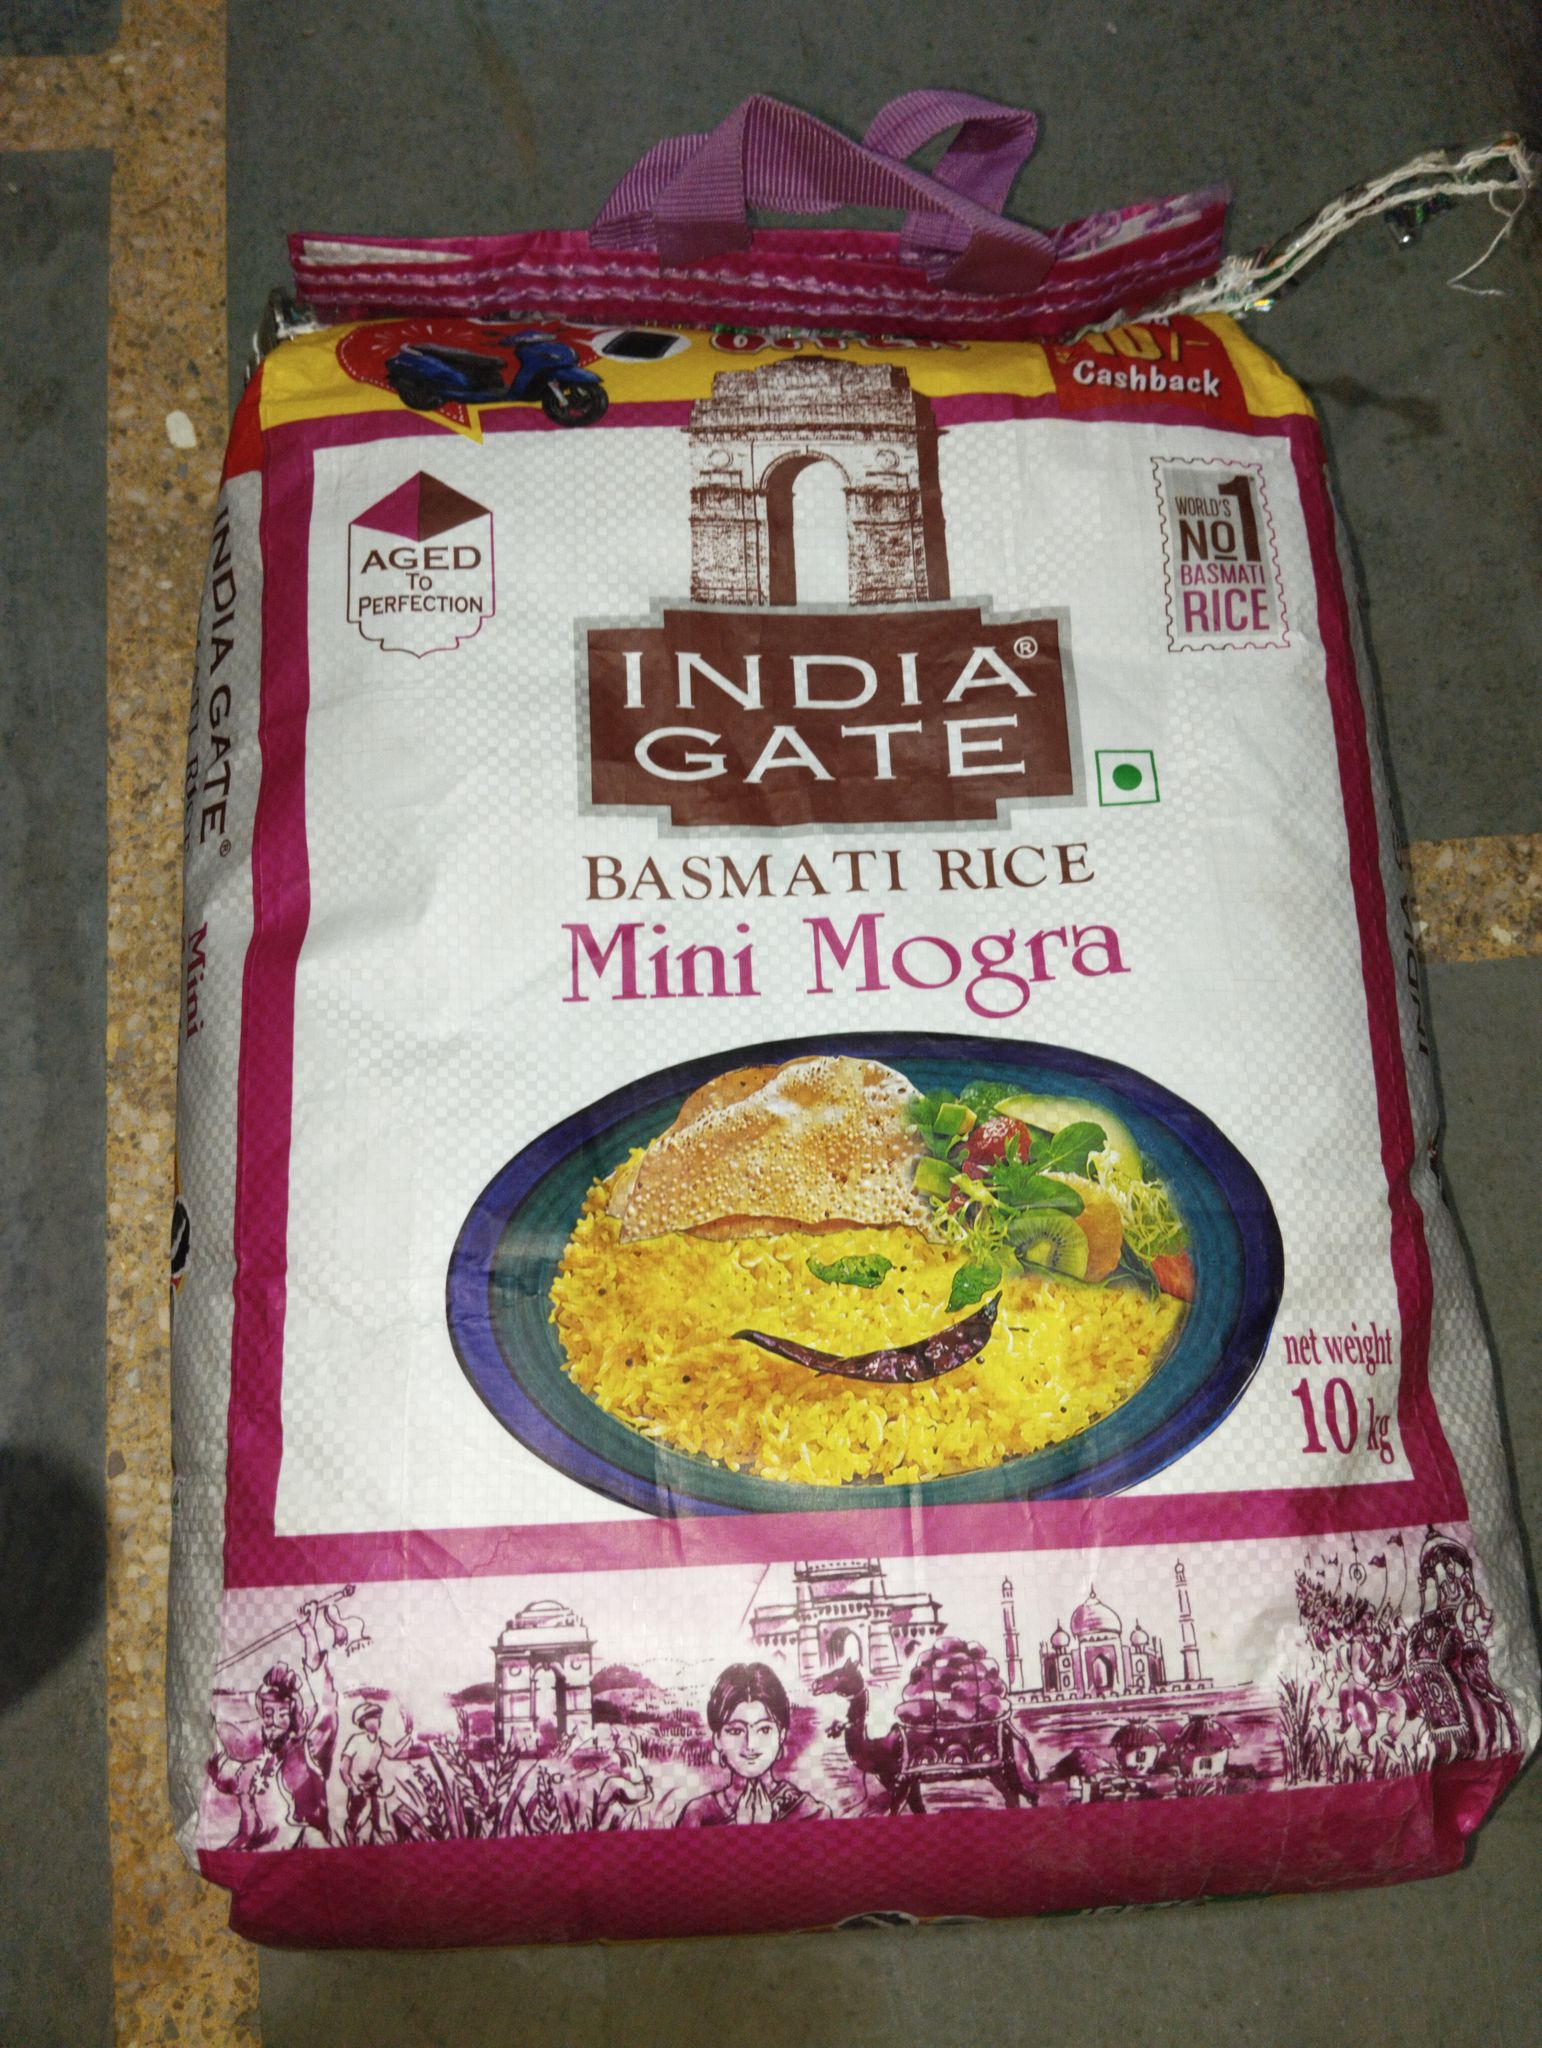 Cashback
AGED
To
PERFECTION
WORLD'S
No 1
BASMATI
RICE
INDIA®
GATE
BASMATI RICE
Mini Mogra
net weight
10 kg
INDIA GATE®
Mini